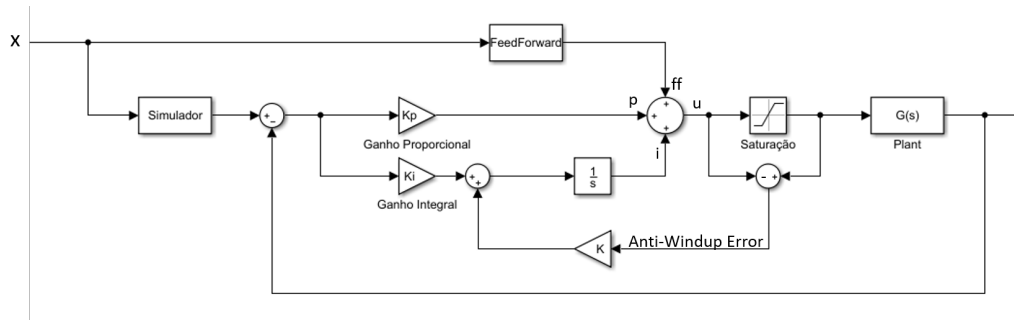 X
FeedForward
ff
Simulador
+
-
Kp
Ganho Proporcional
p
+
+
+
u
i
Saturação
G(s)
Plant
Ki
Ganho Integral
+
+
1
s
- +
K
Anti-Windup Error